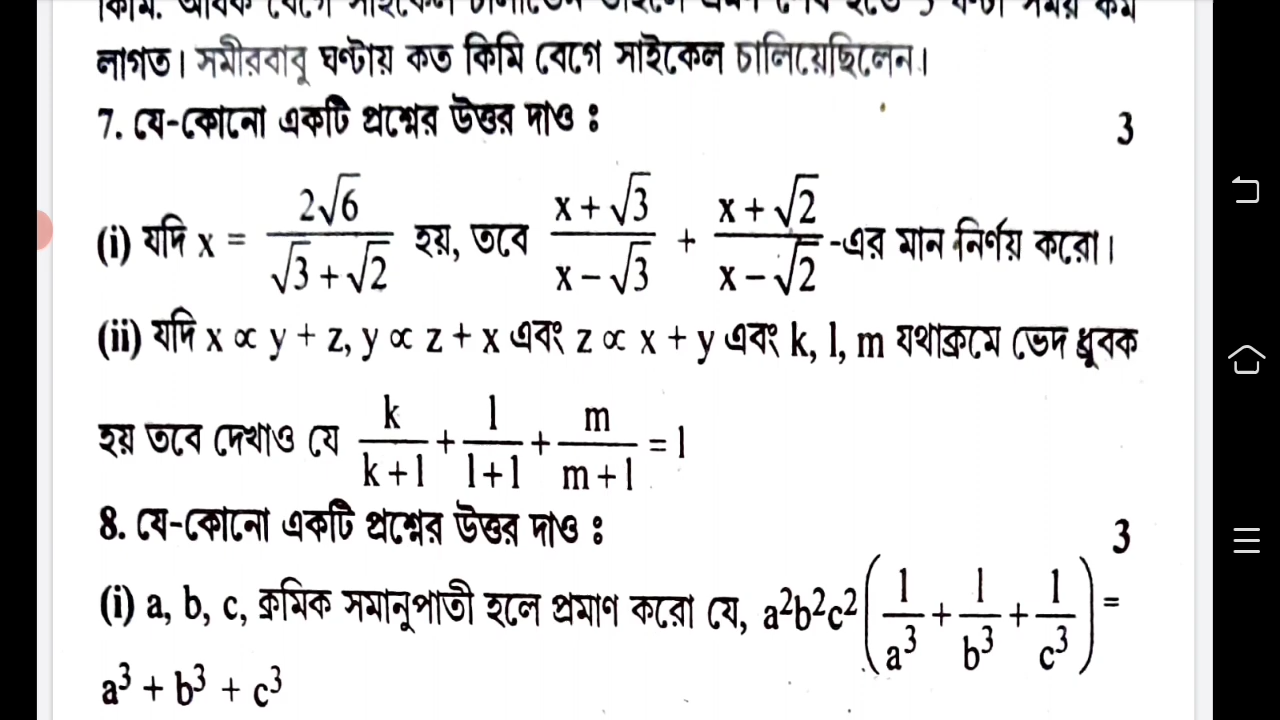 লাগত। সমীরবাবু ঘণ্টায় কত কিমি বেগে সাইকেল চালিয়েছিলেন।
7. যে-কোনো একটি প্রশ্নের উত্তর দাও : 3
(i) যদি x = 2√6 / (√3 + √2) হয়, তবে (x + √3) / (x − √3) + (x + √2) / (x − √2) -এর মান নির্ণয় করো।
(ii) যদি x ∝ y + z, y ∝ z + x এবং z ∝ x + y এবং k, l, m যথাক্রমে ভেদ ধ্রুবক
হয় তবে দেখাও যে k / (k + 1) + l / (l + 1) + m / (m + 1) = 1
8. যে-কোনো একটি প্রশ্নের উত্তর দাও : 3
(i) a, b, c, ক্রমিক সমানুপাতী হলে প্রমাণ করো যে, a²b²c² (1/a³ + 1/b³ + 1/c³) =
a³ + b³ + c³